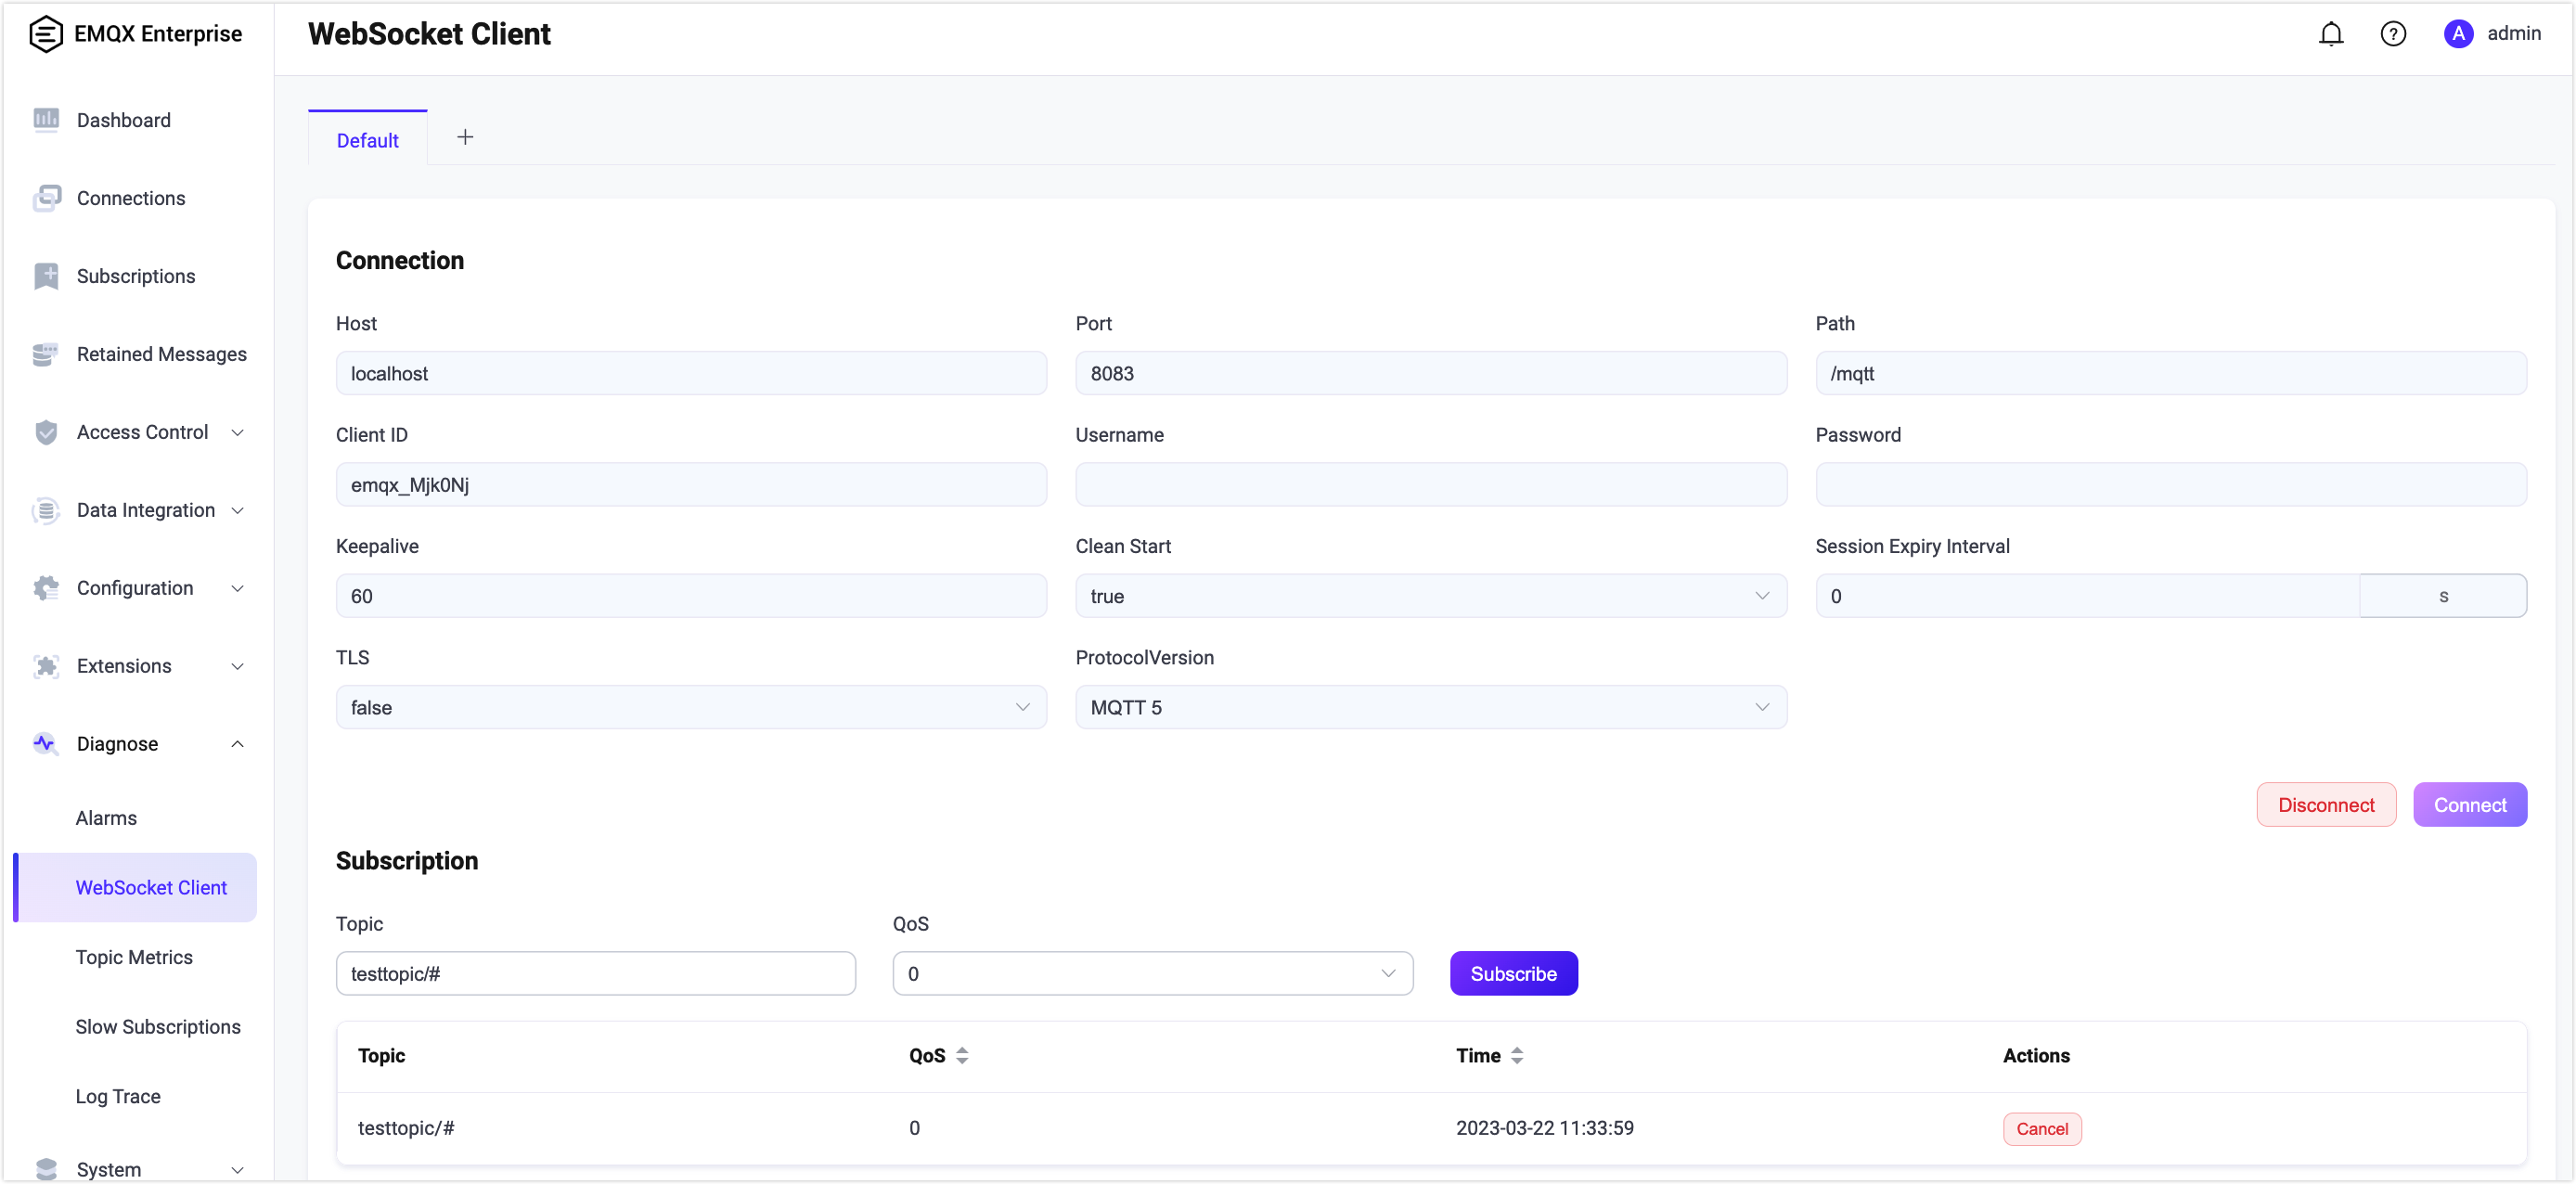 EMQX Enterprise
WebSocket Client
? A admin
Dashboard
Connections
Subscriptions
Retained Messages
Access Control
Data Integration
Configuration
Extensions
Diagnose
Alarms
WebSocket Client
Topic Metrics
Slow Subscriptions
Log Trace
System
Default +
Connection
Host Port Path
localhost 8083 /mqtt
Client ID Username Password
emqx_Mjk0Nj
Keepalive Clean Start Session Expiry Interval
60 true 0 s
TLS ProtocolVersion
false MQTT 5
Disconnect Connect
Subscription
Topic QoS
testtopic/# 0 Subscribe
Topic QoS Time Actions
testtopic/# 0 2023-03-22 11:33:59 Cancel